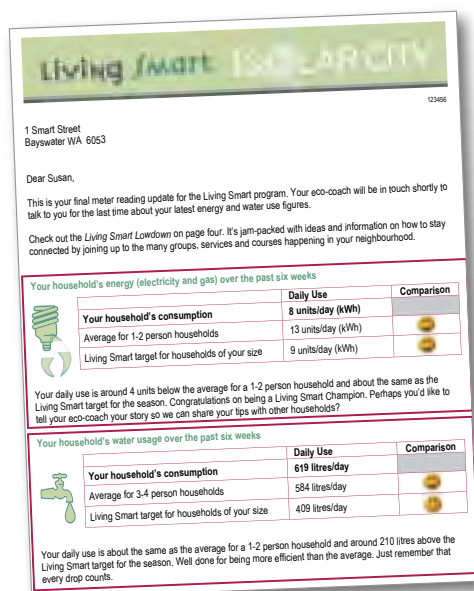 Living Smart SOLAR CITY
123456
1 Smart Street
Bayswater WA 6053
Dear Susan,
This is your final meter reading update for the Living Smart program. Your eco-coach will be in touch shortly to
talk to you for the last time about your latest energy and water use figures.
Check out the Living Smart Lowdown on page four. It's jam-packed with ideas and information on how to stay
connected by joining up to the many groups, services and courses happening in your neighbourhood.
Your household's energy (electricity and gas) over the past six weeks
Daily Use Comparison
Your household's consumption 8 units/day (kWh)
Average for 1-2 person households 13 units/day (kWh)
Living Smart target for households of your size 9 units/day (kWh)
Your daily use is around 4 units below the average for a 1-2 person household and about the same as the
Living Smart target for the season. Congratulations on being a Living Smart Champion. Perhaps you'd like to
tell your eco-coach your story so we can share your tips with other households?
Your household's water usage over the past six weeks
Daily Use Comparison
Your household's consumption 619 litres/day
Average for 3-4 person households 584 litres/day
Living Smart target for households of your size 409 litres/day
Your daily use is about the same as the average for a 1-2 person household and around 210 litres above the
Living Smart target for the season. Well done for being more efficient than the average. Just remember that
every drop counts.